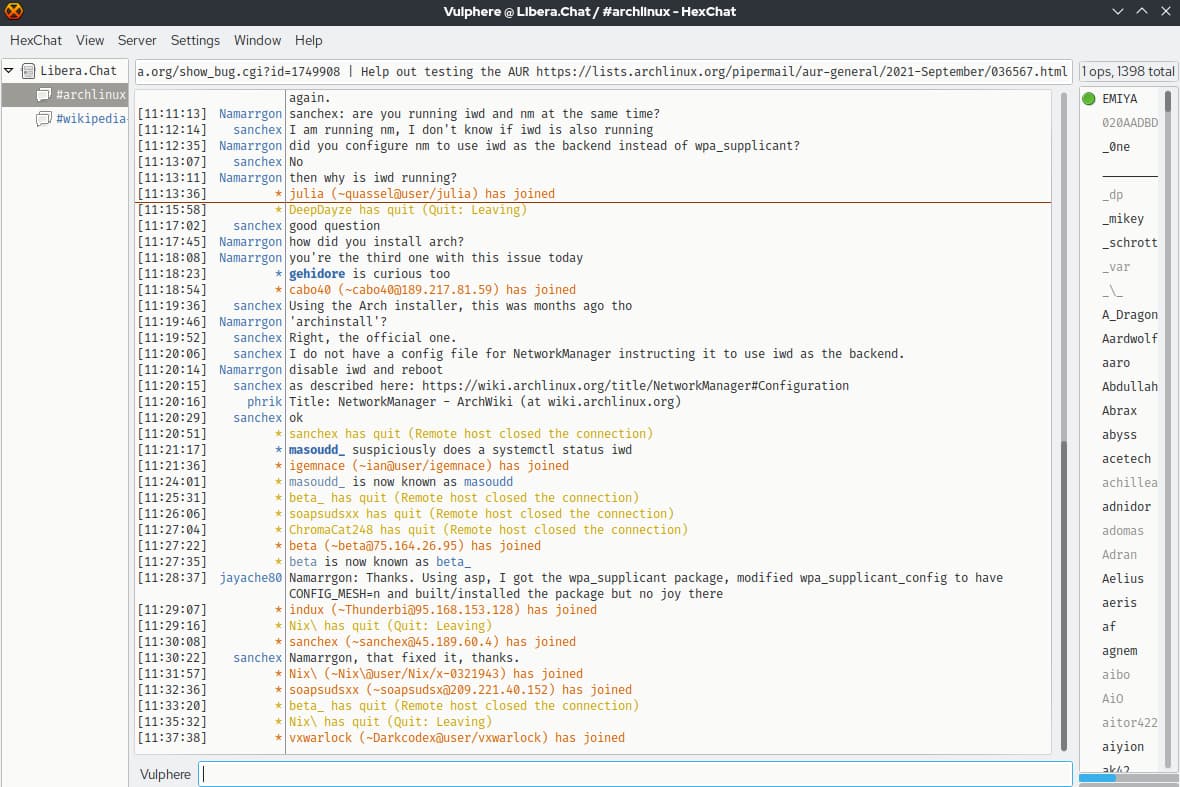 Vulphere @ Libera.Chat / #archlinux - HexChat
HexChat View Server Settings Window Help
Libera.Chat
#archlinux
#wikipedia-
a.org/show_bug.cgi?id=1749908 | Help out testing the AUR https://lists.archlinux.org/pipermail/aur-general/2021-September/036567.html
1 ops, 1398 total
again.
[11:11:13] Namarrgon sanchex: are you running iwd and nm at the same time?
[11:12:14] sanchex I am running nm, I don't know if iwd is also running
[11:12:35] Namarrgon did you configure nm to use iwd as the backend instead of wpa_supplicant?
[11:13:07] sanchex No
[11:13:11] Namarrgon then why is iwd running?
[11:13:36] * julia (~quassel@user/julia) has joined
[11:15:58] * DeepDayze has quit (Quit: Leaving)
[11:17:02] sanchex good question
[11:17:45] Namarrgon how did you install arch?
[11:18:08] Namarrgon you're the third one with this issue today
[11:18:23] * gehidore is curious too
[11:18:54] * cabo40 (~cabo40@189.217.81.59) has joined
[11:19:36] sanchex Using the Arch installer, this was months ago tho
[11:19:46] Namarrgon 'archinstall'?
[11:19:52] sanchex Right, the official one.
[11:20:06] sanchex I do not have a config file for NetworkManager instructing it to use iwd as the backend.
[11:20:14] Namarrgon disable iwd and reboot
[11:20:15] sanchex as described here: https://wiki.archlinux.org/title/NetworkManager#Configuration
[11:20:16] phrik Title: NetworkManager - ArchWiki (at wiki.archlinux.org)
[11:20:29] sanchex ok
[11:20:51] * sanchex has quit (Remote host closed the connection)
[11:21:17] * masoudd_ suspiciously does a systemctl status iwd
[11:21:36] * igemnace (~ian@user/igemnace) has joined
[11:24:01] * masoudd_ is now known as masoudd
[11:25:31] * beta_ has quit (Remote host closed the connection)
[11:26:06] * soapsudsxx has quit (Remote host closed the connection)
[11:27:04] * ChromaCat248 has quit (Remote host closed the connection)
[11:27:22] * beta (~beta@75.164.26.95) has joined
[11:27:35] * beta is now known as beta_
[11:28:37] jayache80 Namarrgon: Thanks. Using asp, I got the wpa_supplicant package, modified wpa_supplicant_config to have
CONFIG_MESH=n and built/installed the package but no joy there
[11:29:07] * indux (~Thunderbi@95.168.153.128) has joined
[11:29:16] * Nix\ has quit (Quit: Leaving)
[11:30:08] * sanchex (~sanchex@45.189.60.4) has joined
[11:30:22] sanchex Namarrgon, that fixed it, thanks.
[11:31:57] * Nix\ (~Nix\@user/Nix/x-0321943) has joined
[11:32:36] * soapsudsxx (~soapsudsx@209.221.40.152) has joined
[11:33:20] * beta_ has quit (Remote host closed the connection)
[11:35:32] * Nix\ has quit (Quit: Leaving)
[11:37:38] * vxwarlock (~Darkcodex@user/vxwarlock) has joined
EMIYA
020AADBD
_0ne
_dp
_mikey
_schrott
_var
_\_
A_Dragon
Aardwolf
aaro
Abdullah
Abrax
abyss
acetech
achillea
adnidor
adomas
Adran
Aelius
aeris
af
agnem
aibo
AiO
aitor422
aiyion
ak42
Vulphere